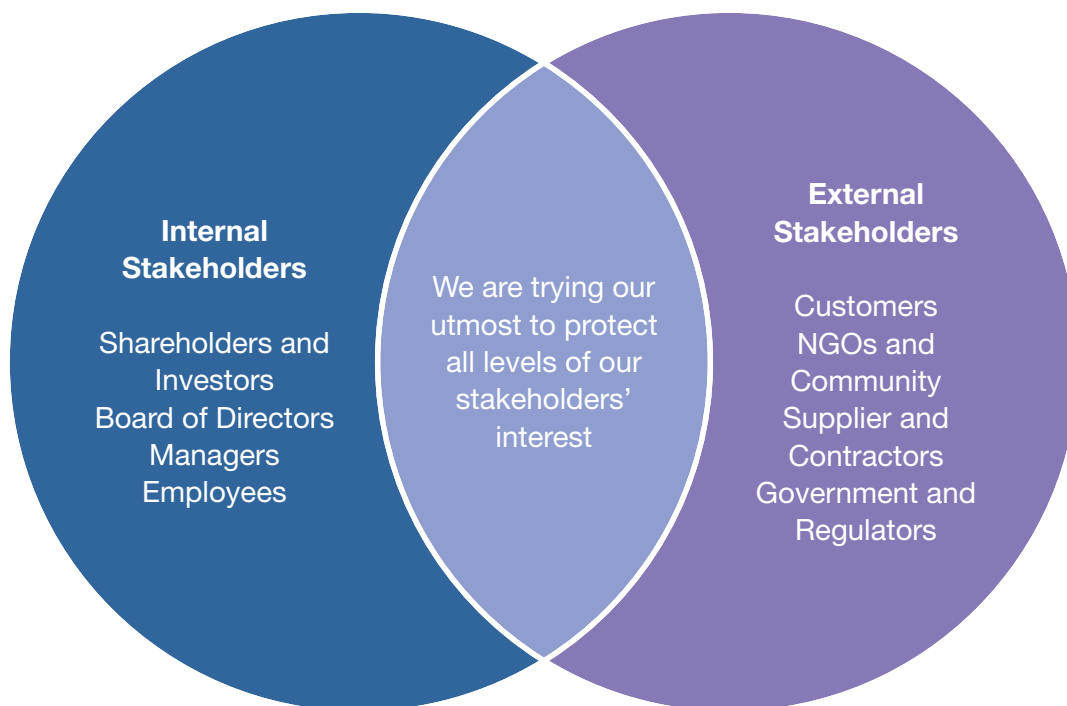 Internal
Stakeholders
Shareholders and
Investors
Board of Directors
Managers
Employees
We are trying our
utmost to protect
all levels of our
stakeholders’
interest
External
Stakeholders
Customers
NGOs and
Community
Supplier and
Contractors
Government and
Regulators